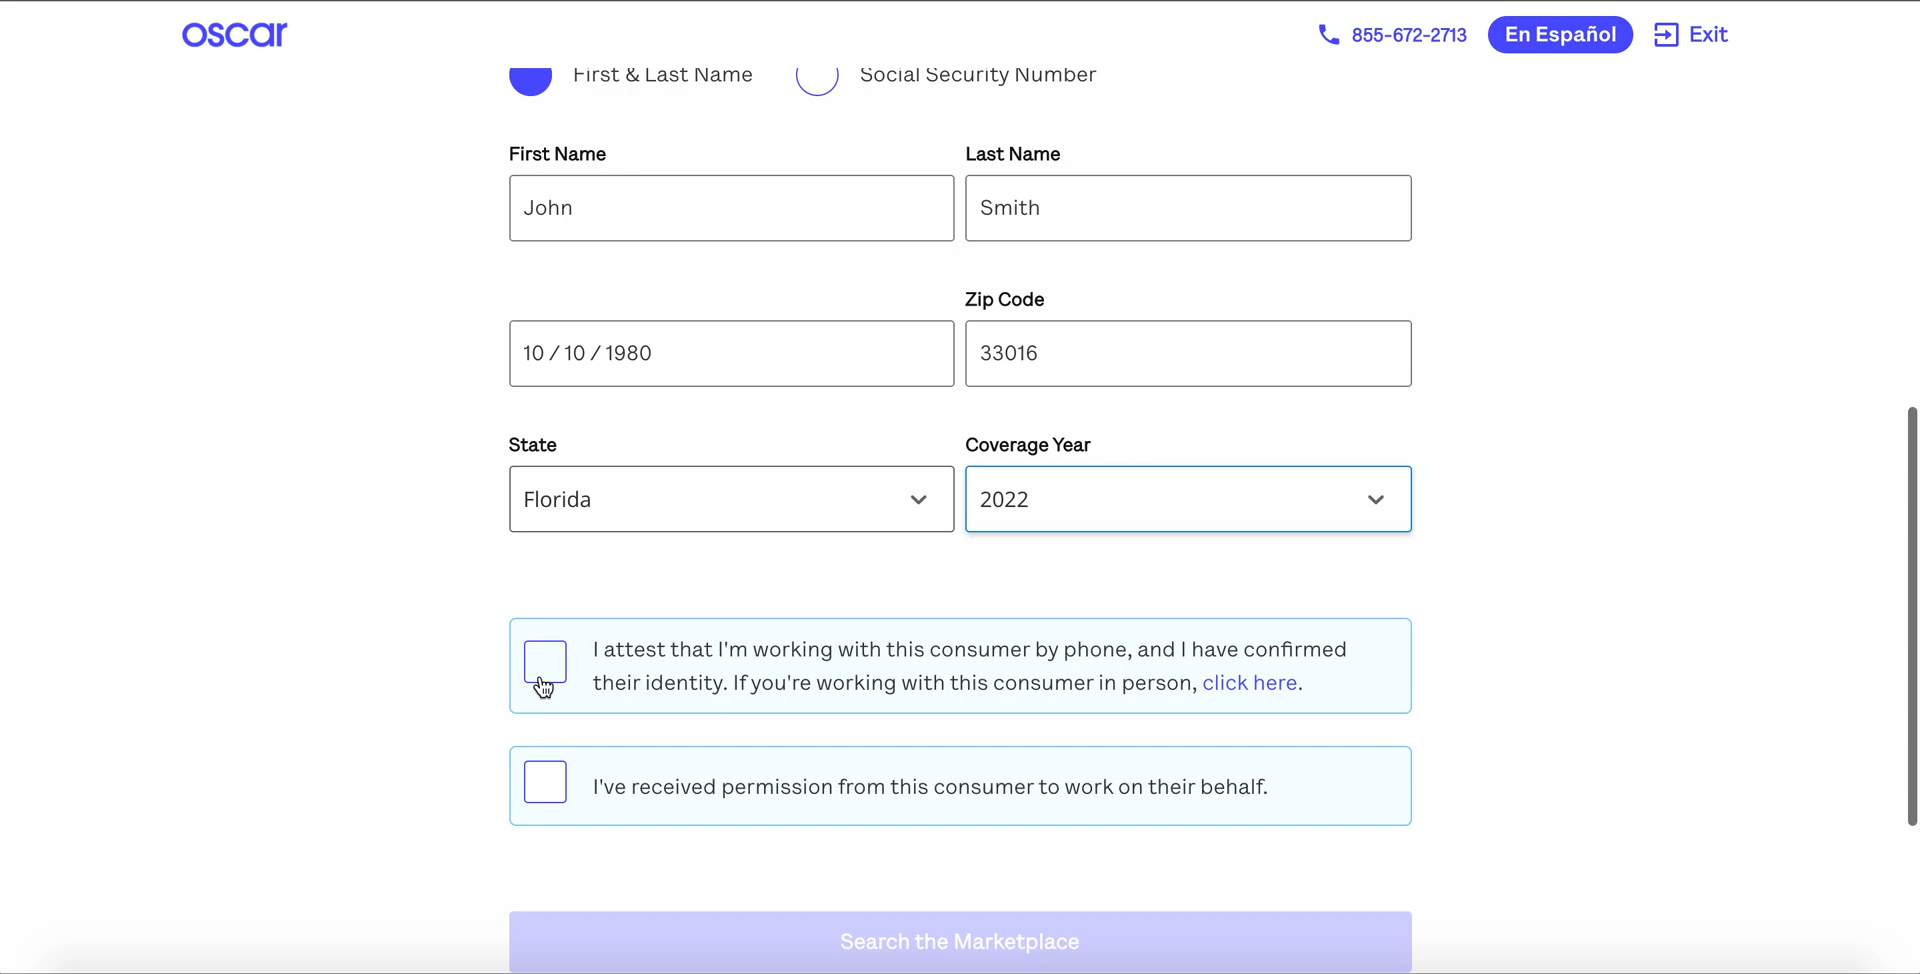 oscar
855-672-2713
En Español
Exit
First & Last Name
Social Security Number
First Name
Last Name
John
Smith
Zip Code
10 / 10 / 1980
33016
State
Coverage Year
Florida
2022
I attest that I'm working with this consumer by phone, and I have confirmed
their identity. If you're working with this consumer in person, click here.
I've received permission from this consumer to work on their behalf.
Search the Marketplace